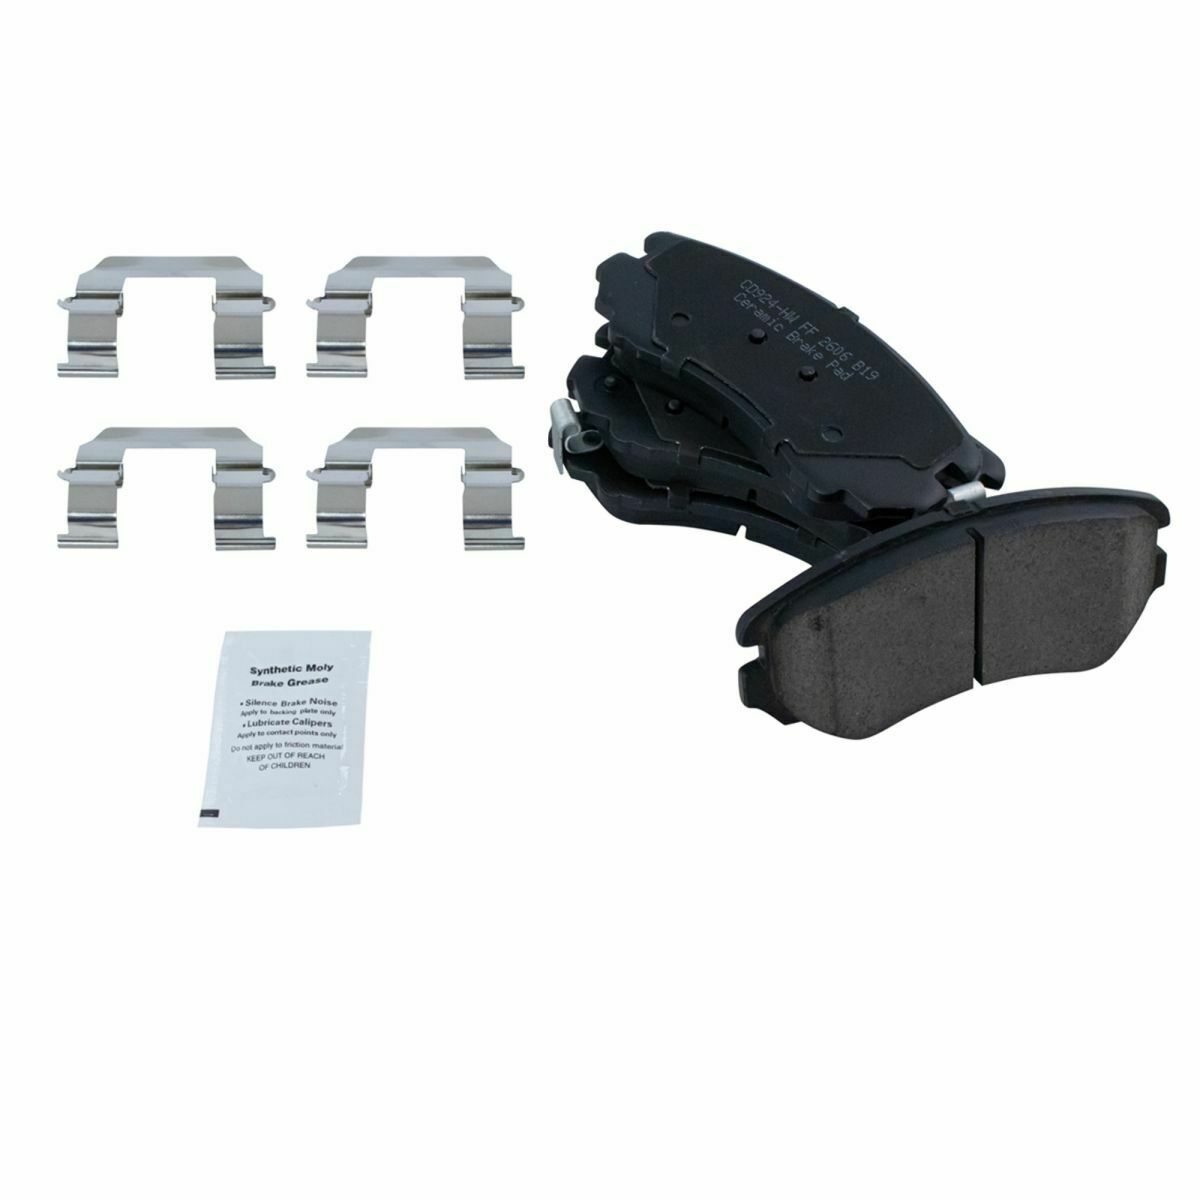 CD924-HW FF 2606 B19
Ceramic Brake Pad
Synthetic Moly
Brake Grease
• Silence Brake Noise
Apply to backing plate only
• Lubricate Calipers
Apply to contact points only
Do not apply to friction material
KEEP OUT OF REACH
OF CHILDREN